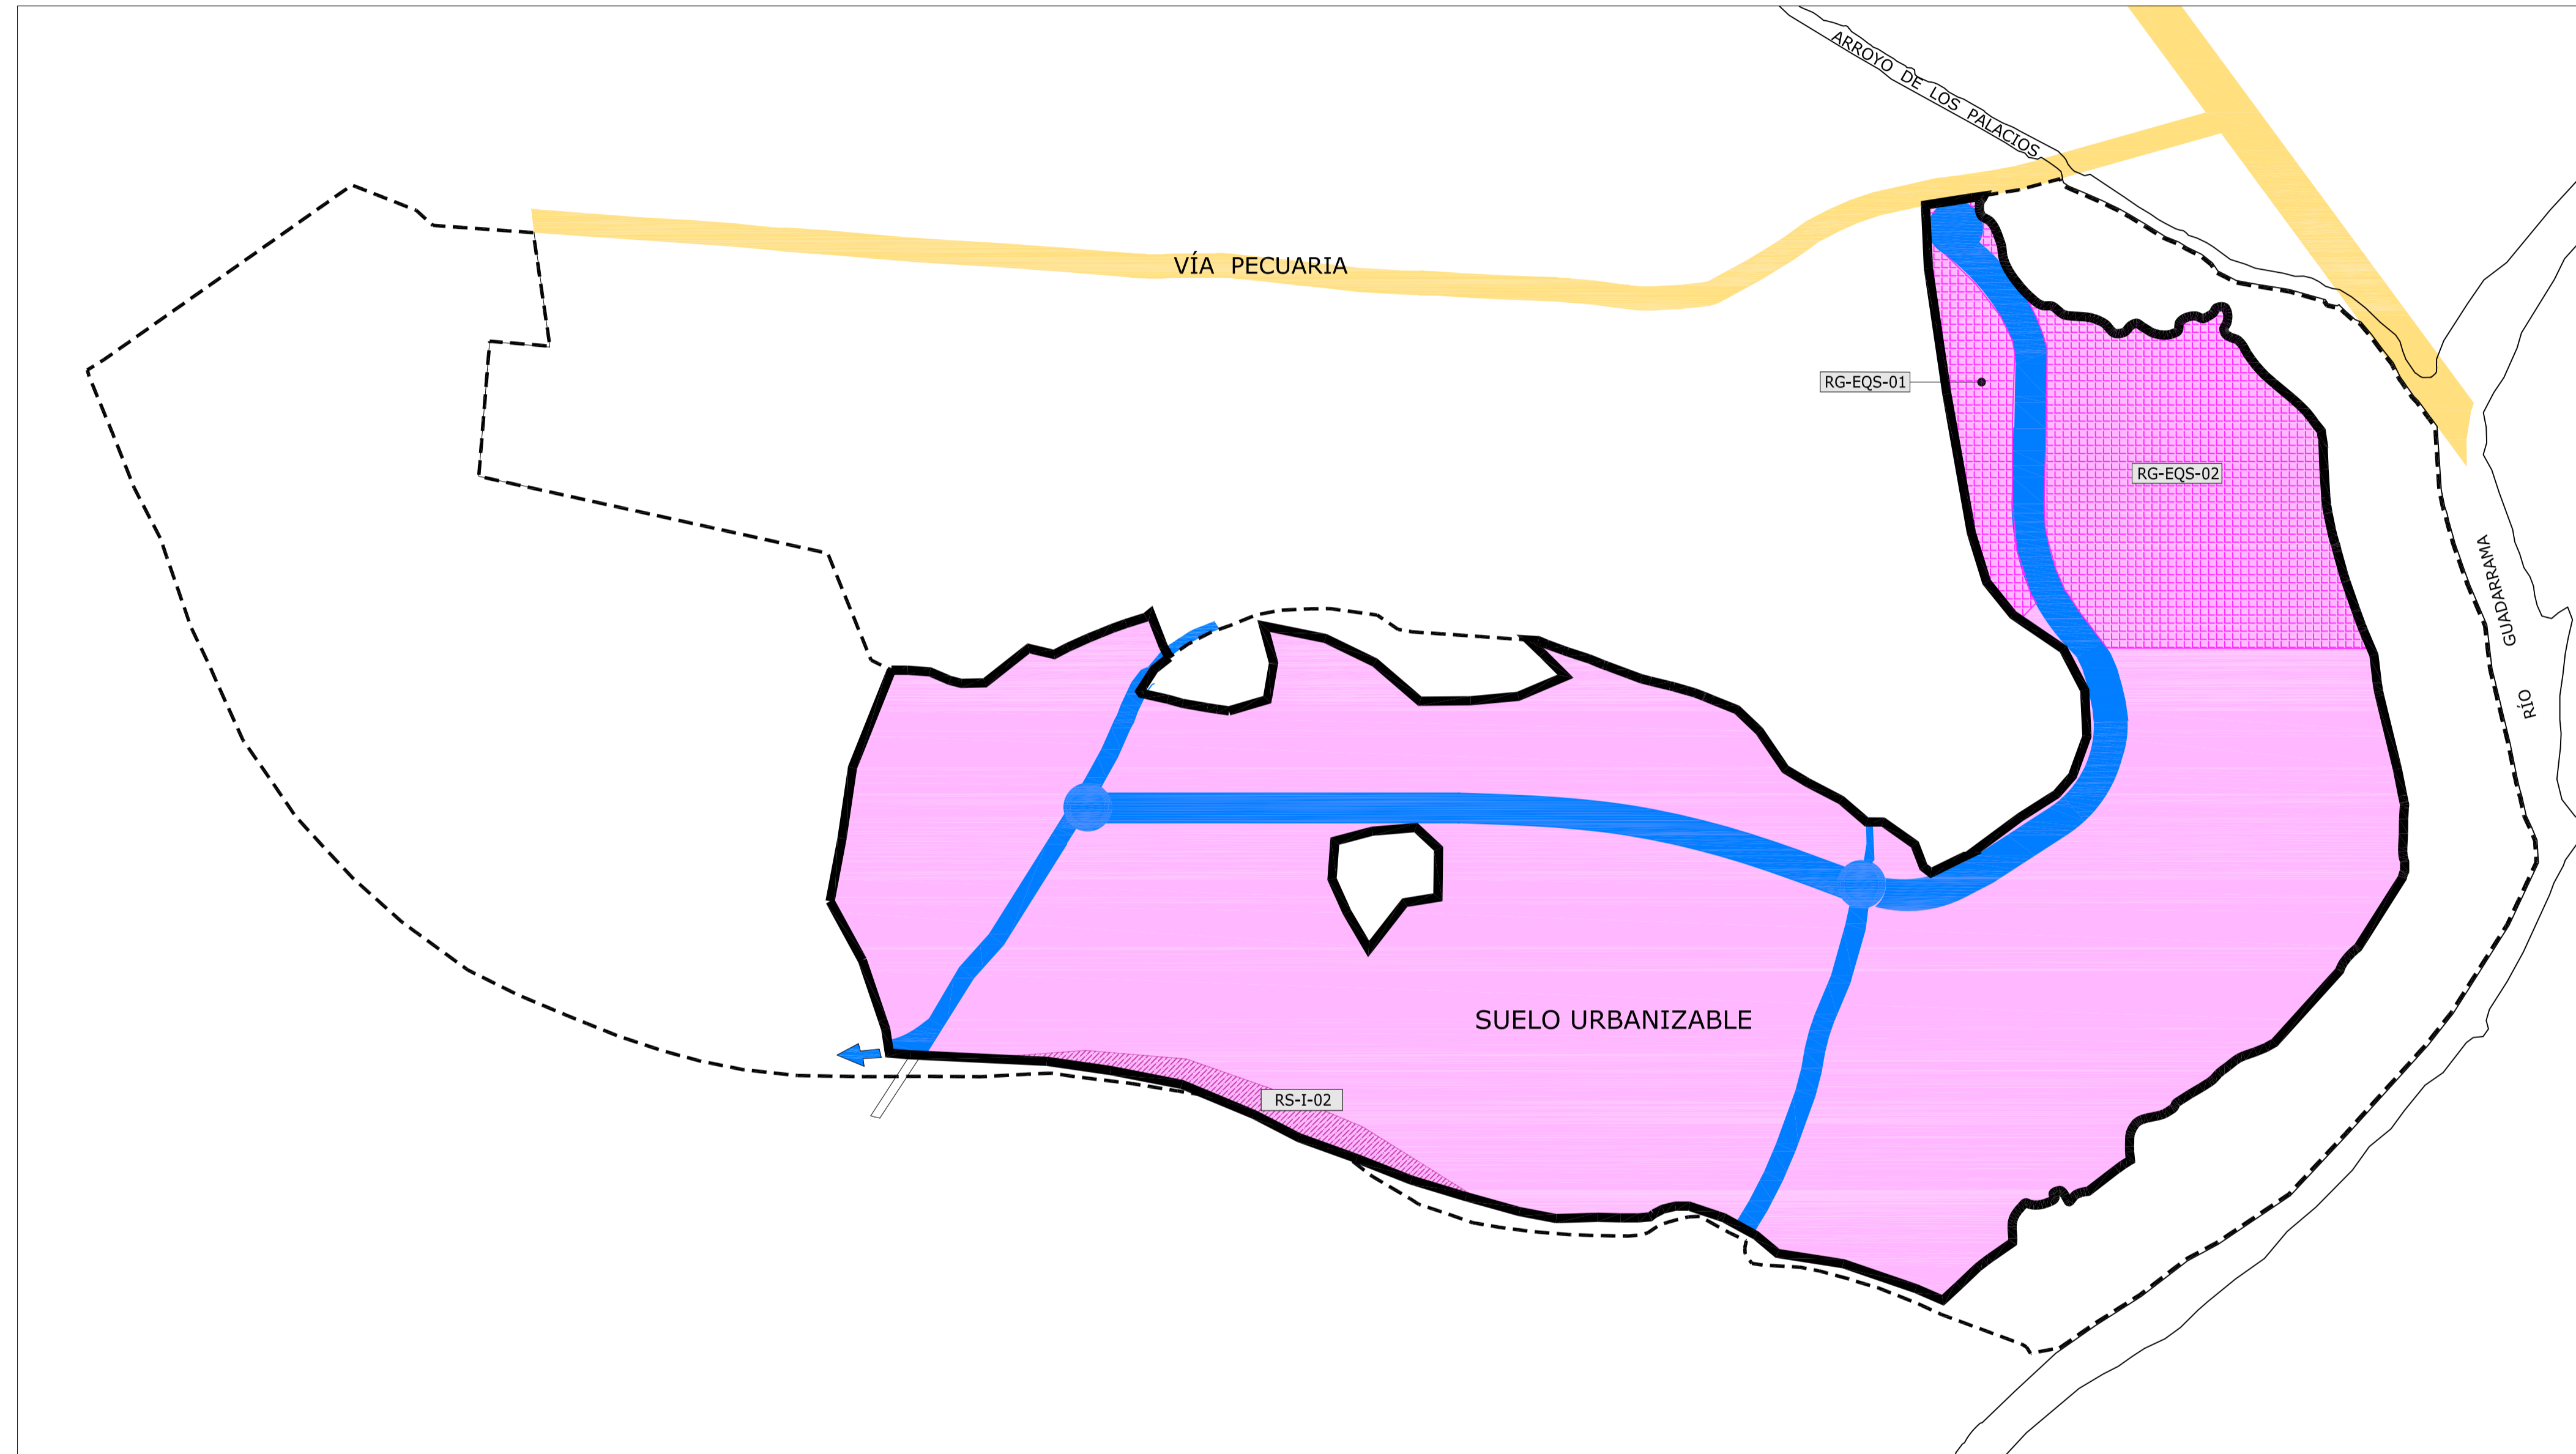 ARROYO DE LOS PALACIOS
VÍA PECUARIA
RG-EQS-01
RG-EQS-02
RÍO GUADARRAMA
SUELO URBANIZABLE
RS-I-02